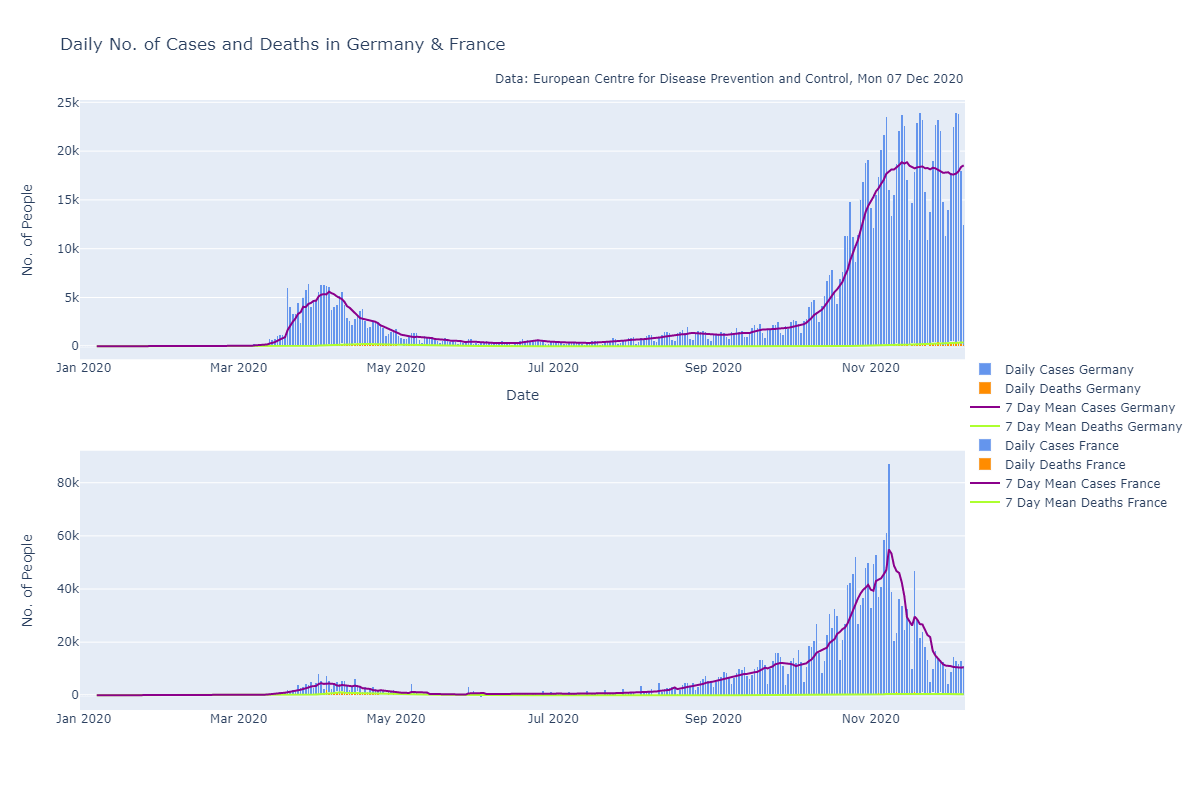 Daily No. of Cases and Deaths in Germany & France
Data: European Centre for Disease Prevention and Control, Mon 07 Dec 2020
25k
20k
15k
10k
5k
0
No. of People
Jan 2020 Mar 2020 May 2020 Jul 2020 Sep 2020 Nov 2020
Date
Daily Cases Germany
Daily Deaths Germany
7 Day Mean Cases Germany
7 Day Mean Deaths Germany
Daily Cases France
Daily Deaths France
7 Day Mean Cases France
7 Day Mean Deaths France
80k
60k
40k
20k
0
No. of People
Jan 2020 Mar 2020 May 2020 Jul 2020 Sep 2020 Nov 2020